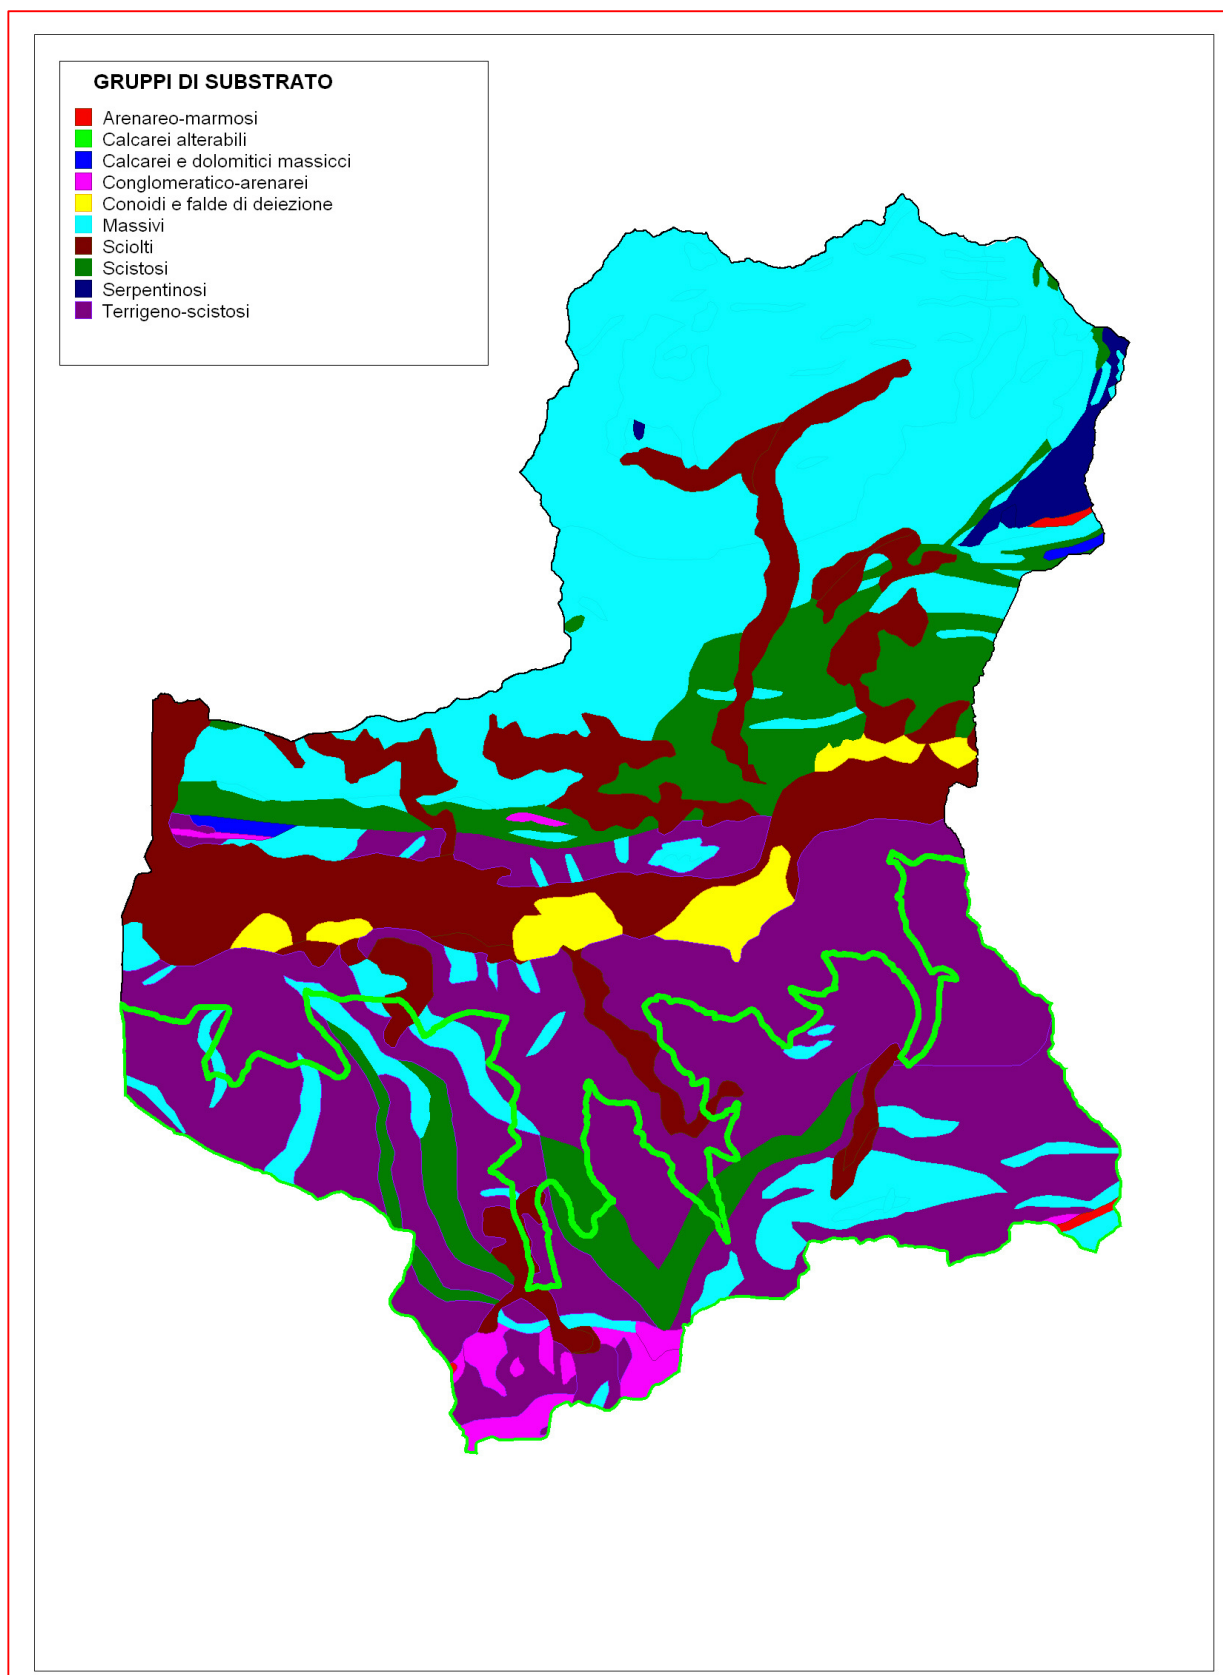 GRUPPI DI SUBSTRATO
Arenareo-marmosi
Calcarei alterabili
Calcarei e dolomitici massicci
Conglomeratico-arenarei
Conoidi e falde di deiezione
Massivi
Sciolti
Scistosi
Serpentinosi
Terrigeno-scistosi